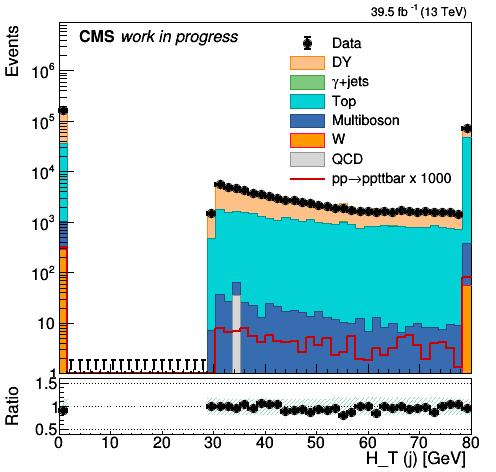 39.5 fb⁻¹ (13 TeV)
CMS work in progress
Events
10⁶
10⁵
10⁴
10³
10²
10
1
Data
DY
γ+jets
Top
Multiboson
W
QCD
pp→ppttbar x 1000
Ratio
1.5
1.0
0.5
0 10 20 30 40 50 60 70 80
H_T (j) [GeV]